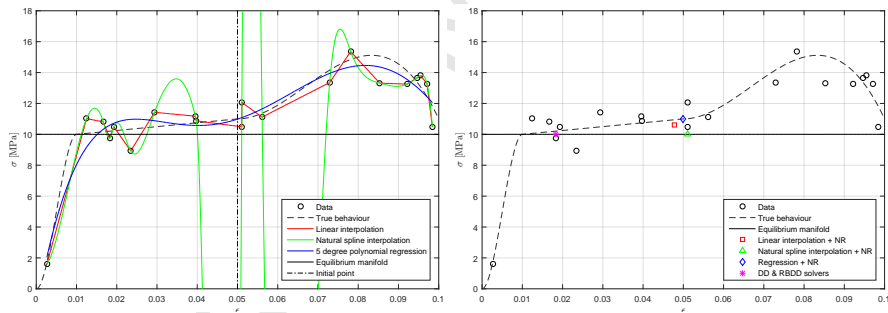 18
16
14
12
10
8
6
4
2
0
σ [MPa]
0
0.01
0.02
0.03
0.04
0.05
0.06
0.07
0.08
0.09
0.1
ϵ
Data
True behaviour
Linear interpolation
Natural spline interpolation
5 degree polynomial regression
Equilibrium manifold
Initial point
18
16
14
12
10
8
6
4
2
0
σ [MPa]
0
0.01
0.02
0.03
0.04
0.05
0.06
0.07
0.08
0.09
0.1
ϵ
Data
True behaviour
Equilibrium manifold
Linear interpolation + NR
Natural spline interpolation + NR
Regression + NR
DD & RBDD solvers